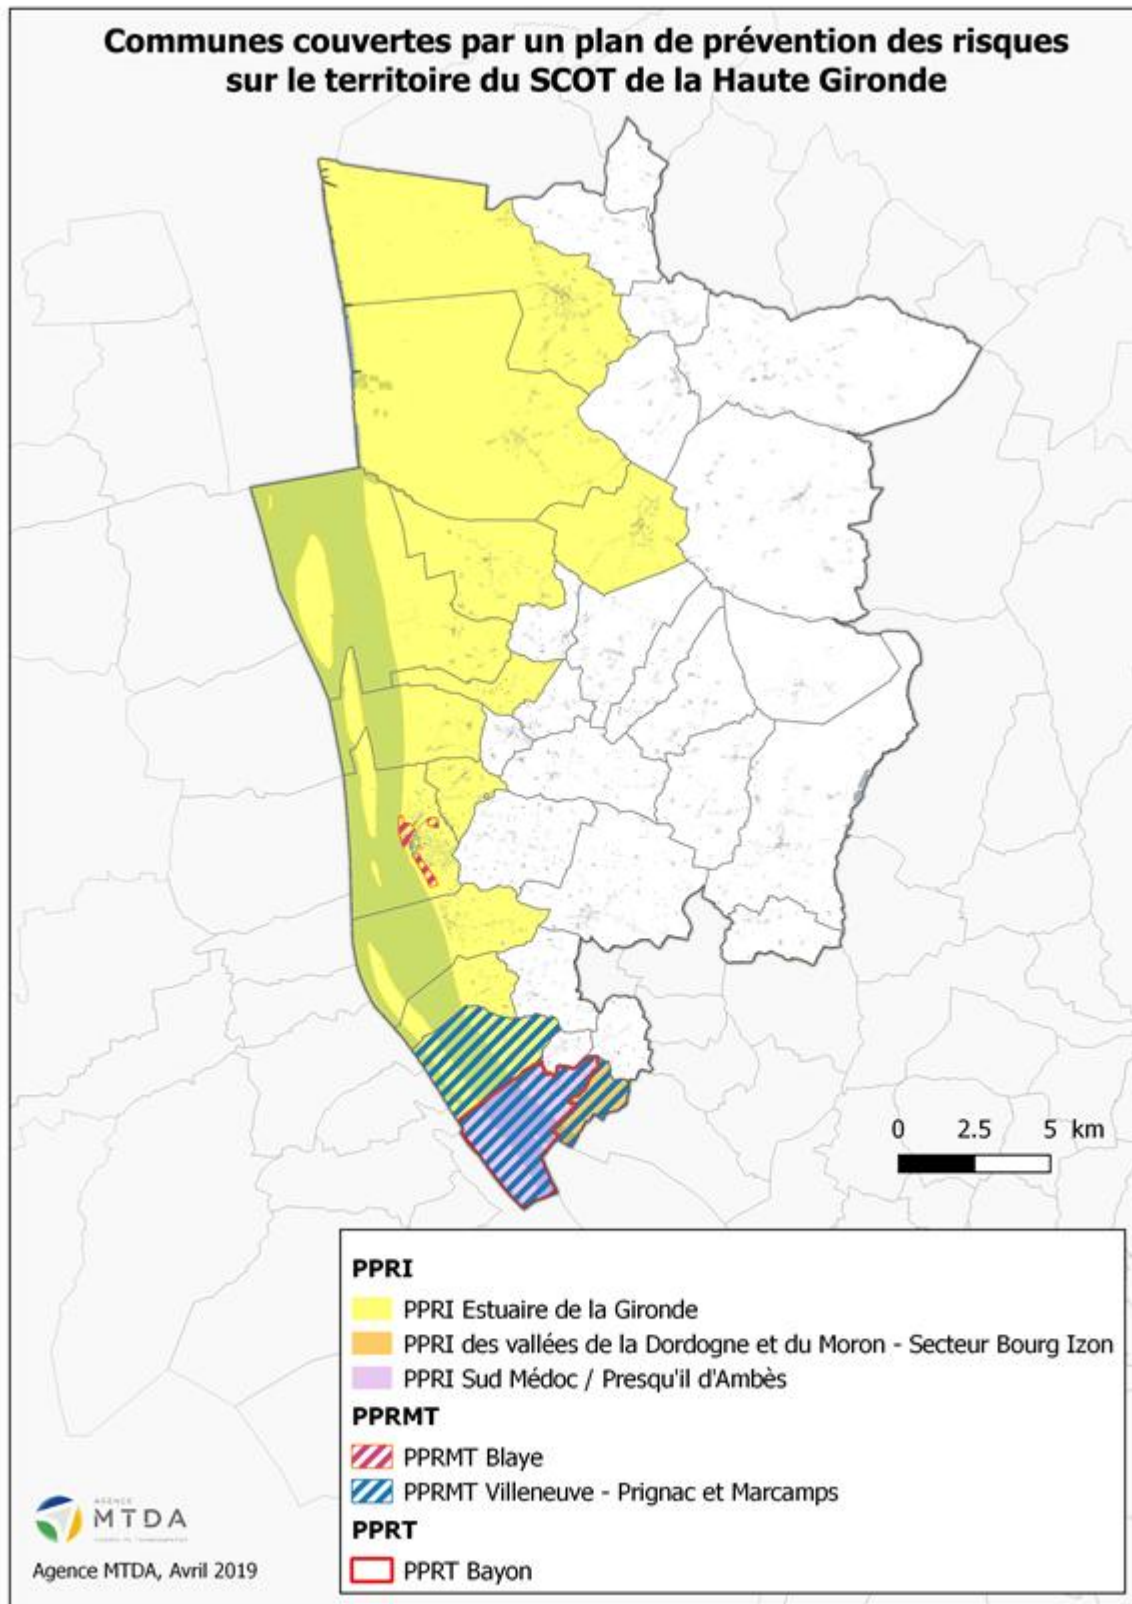 Communes couvertes par un plan de prévention des risques
sur le territoire du SCOT de la Haute Gironde
0 2.5 5 km
PPRI
PPRI Estuaire de la Gironde
PPRI des vallées de la Dordogne et du Moron - Secteur Bourg Izon
PPRI Sud Médoc / Presqu'il d'Ambès
PPRMT
PPRMT Blaye
PPRMT Villeneuve - Prignac et Marcamps
PPRT
PPRT Bayon
AGENCE
MTDA
Agence MTDA, Avril 2019